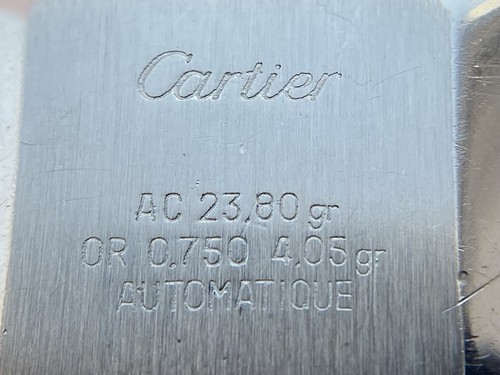 Cartier
AC 23,80 gr
OR 0,750 4,05 gr
AUTOMATIQUE